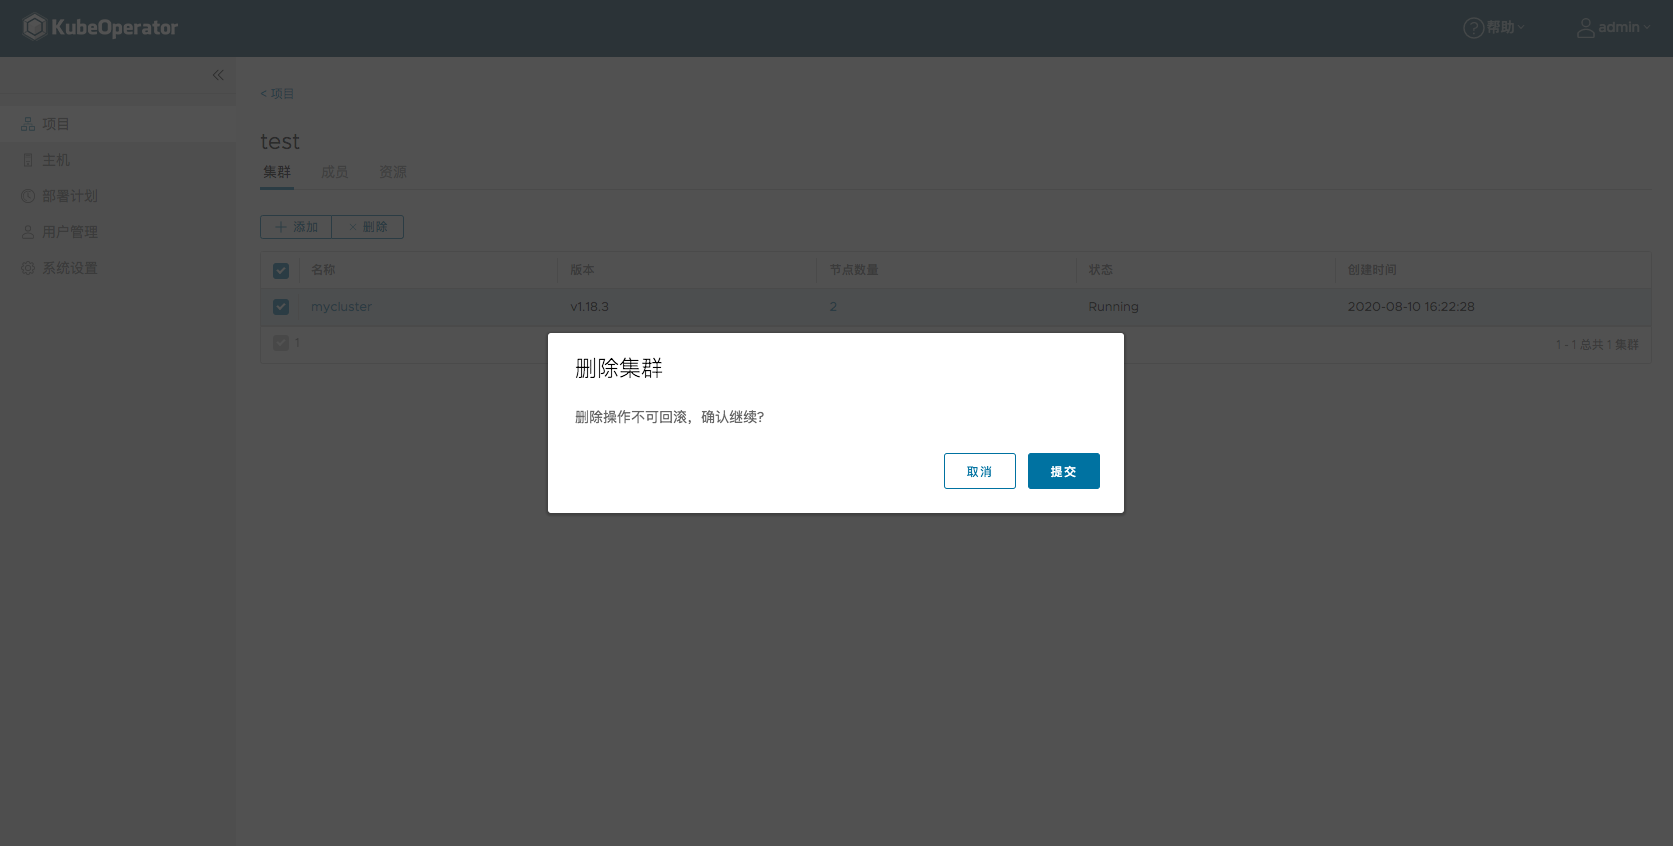 KubeOperator
帮助
admin
项目
主机
部署计划
用户管理
系统设置
< 项目
test
集群 成员 资源
添加 删除
名称 版本 节点数量 状态 创建时间
mycluster v1.18.3 2 Running 2020-08-10 16:22:28
1 1 - 1 总共 1 集群
删除集群
删除操作不可回滚，确认继续?
取消 提交